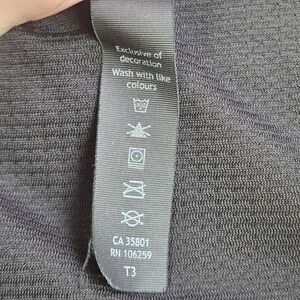 Exclusive of
decoration
Wash with like
colours
CA 35801
RN 106259
T3